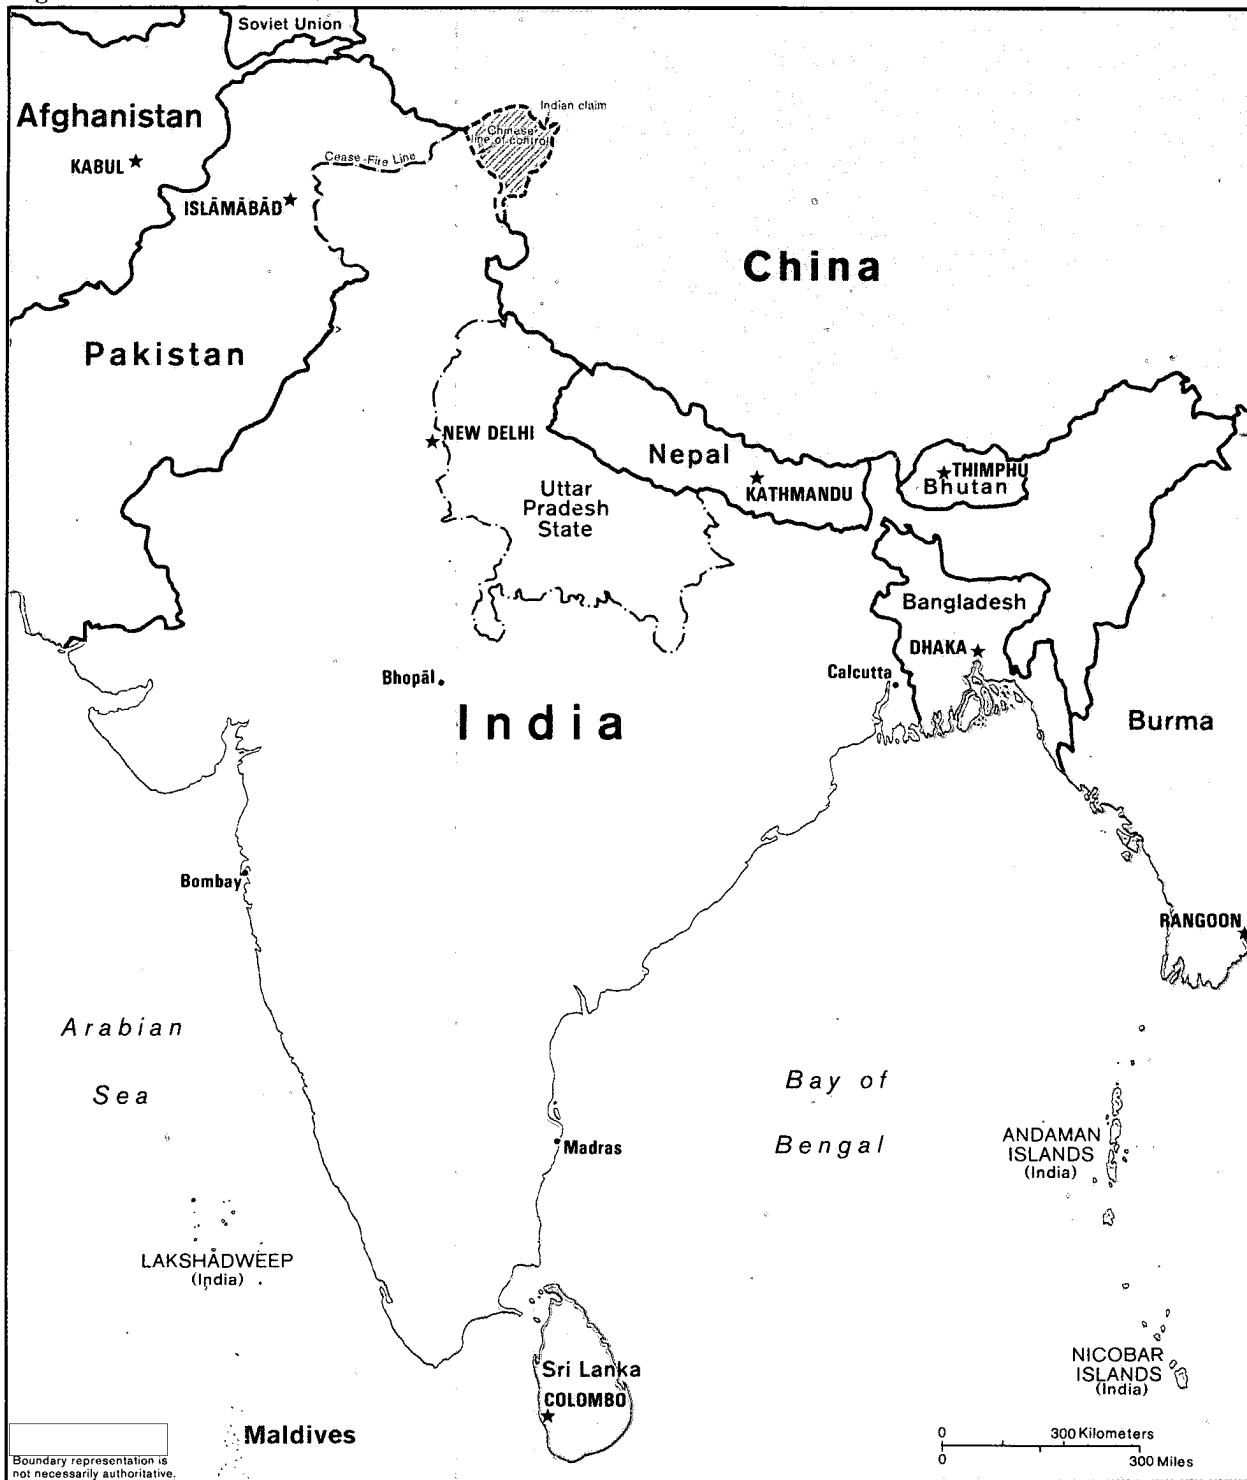 Soviet Union
Afghanistan
Indian claim
Chinese
line of control
Cease-Fire Line
KABUL
ISLĀMĀBĀD
China
Pakistan
NEW DELHI
Nepal
THIMPHU
Bhutan
KATHMANDU
Uttar
Pradesh
State
Bangladesh
DHAKA
Calcutta
Bhopāl
India
Burma
Bombay
RANGOON
Arabian
Sea
Bay of
Bengal
Madras
ANDAMAN
ISLANDS
(India)
LAKSHADWEEP
(India)
NICOBAR
ISLANDS
(India)
Sri Lanka
COLOMBO
Maldives
0 300 Kilometers
0 300 Miles
Boundary representation is
not necessarily authoritative.